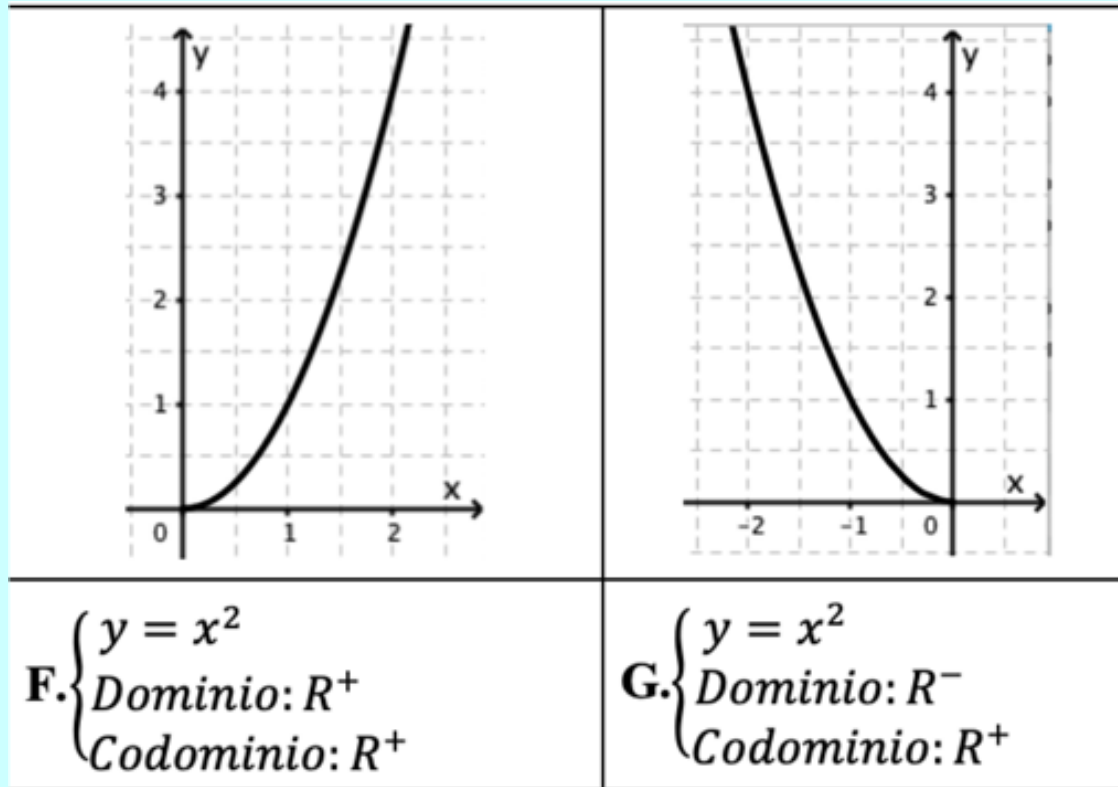 y
4
3
2
1
x
0 1 2
y
4
3
2
1
x
-2 -1 0
F. { y = x²
Dominio: R⁺
Codominio: R⁺
G. { y = x²
Dominio: R⁻
Codominio: R⁺